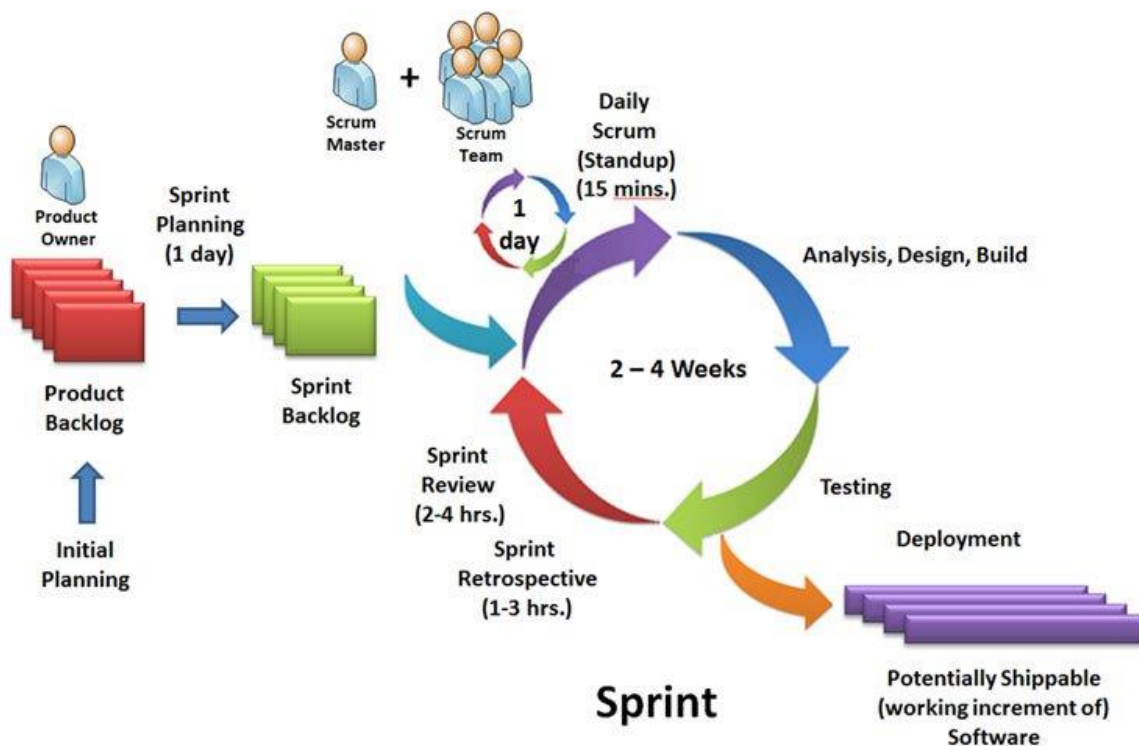 Scrum
Master
+
Scrum
Team
Daily
Scrum
(Standup)
(15 mins.)
1
day
Product
Owner
Sprint
Planning
(1 day)
Analysis, Design, Build
2 – 4 Weeks
Product
Backlog
Sprint
Backlog
Initial
Planning
Sprint
Review
(2-4 hrs.)
Sprint
Retrospective
(1-3 hrs.)
Testing
Deployment
Potentially Shippable
(working increment of)
Software
Sprint